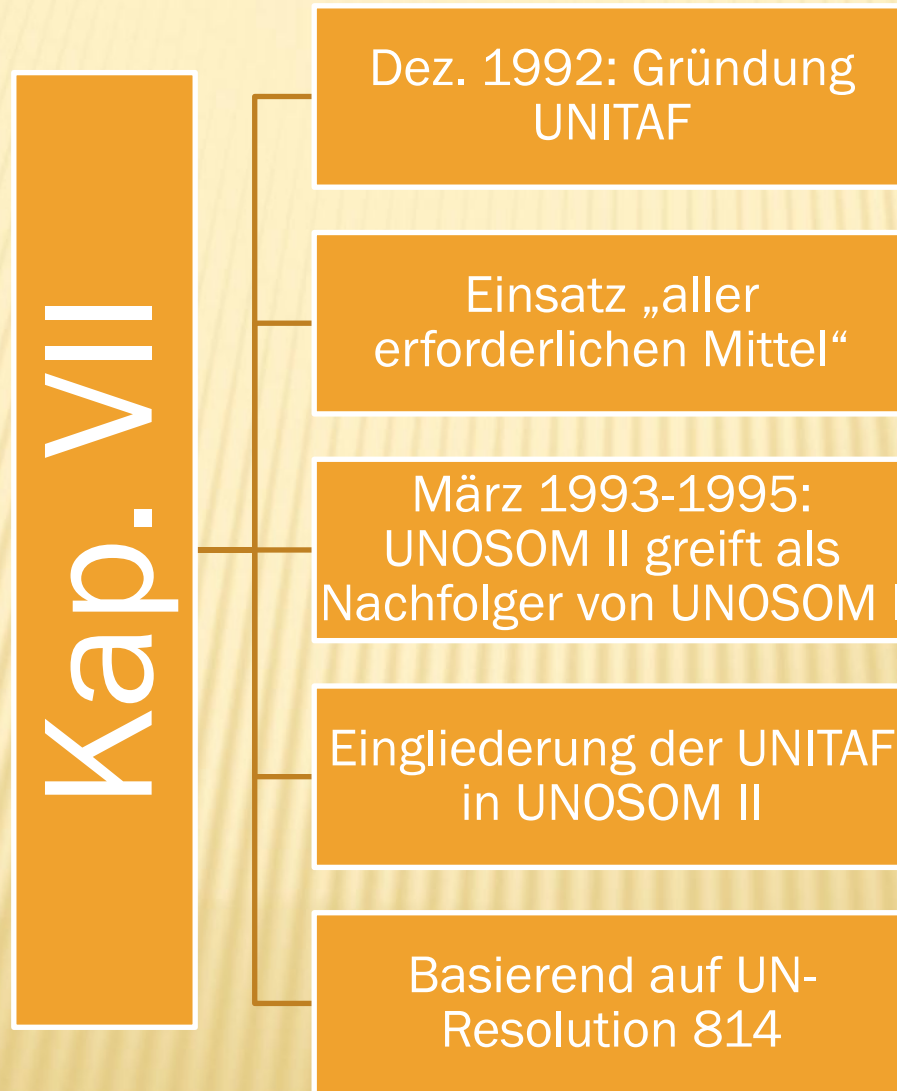 Kap. VII
Dez. 1992: Gründung
UNITAF
Einsatz „aller
erforderlichen Mittel“
März 1993-1995:
UNOSOM II greift als
Nachfolger von UNOSOM I
Eingliederung der UNITAF
in UNOSOM II
Basierend auf UN-
Resolution 814